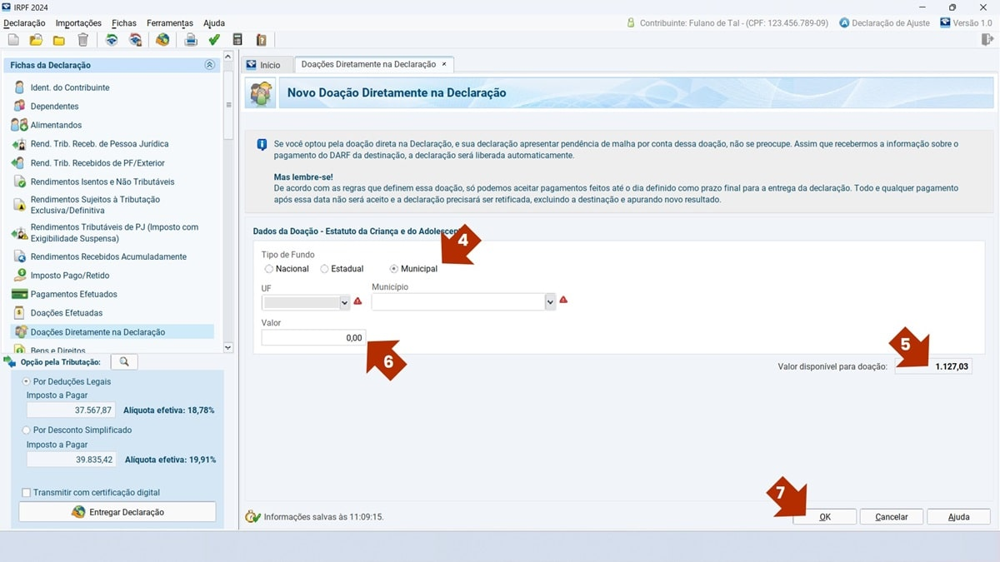 IRPF 2024
Declaração Importações Fichas Ferramentas Ajuda
Contribuinte: Fulano de Tal - (CPF: 123.456.789-09) Declaração de Ajuste Versão 1.0
Fichas da Declaração
Ident. do Contribuinte
Dependentes
Alimentandos
Rend. Trib. Receb. de Pessoa Jurídica
Rend. Trib. Recebidos de PF/Exterior
Rendimentos Isentos e Não Tributáveis
Rendimentos Sujeitos à Tributação
Exclusiva/Definitiva
Rendimentos Tributáveis de PJ (Imposto com
Exigibilidade Suspensa)
Rendimentos Recebidos Acumuladamente
Imposto Pago/Retido
Pagamentos Efetuados
Doações Efetuadas
Doações Diretamente na Declaração
Bens e Direitos
Opção pela Tributação:
Por Deduções Legais
Imposto a Pagar
37.567,87 Alíquota efetiva: 18,78%
Por Desconto Simplificado
Imposto a Pagar
39.835,42 Alíquota efetiva: 19,91%
Transmitir com certificação digital
Entregar Declaração
Início Doações Diretamente na Declaração ×
Novo Doação Diretamente na Declaração
Se você optou pela doação direta na Declaração, e sua declaração apresentar pendência de malha por conta dessa doação, não se preocupe. Assim que recebermos a informação sobre o
pagamento do DARF da destinação, a declaração será liberada automaticamente.
Mas lembre-se!
De acordo com as regras que definem essa doação, só podemos aceitar pagamentos feitos até o dia definido como prazo final para a entrega da declaração. Todo e qualquer pagamento
após essa data não será aceito e a declaração precisará ser retificada, excluindo a destinação e apurando novo resultado.
Dados da Doação - Estatuto da Criança e do Adolescen
4
Tipo de Fundo
Nacional Estadual Municipal
UF Município
Valor
0,00
6
5
Valor disponível para doação: 1.127,03
7
Informações salvas às 11:09:15.
OK Cancelar Ajuda